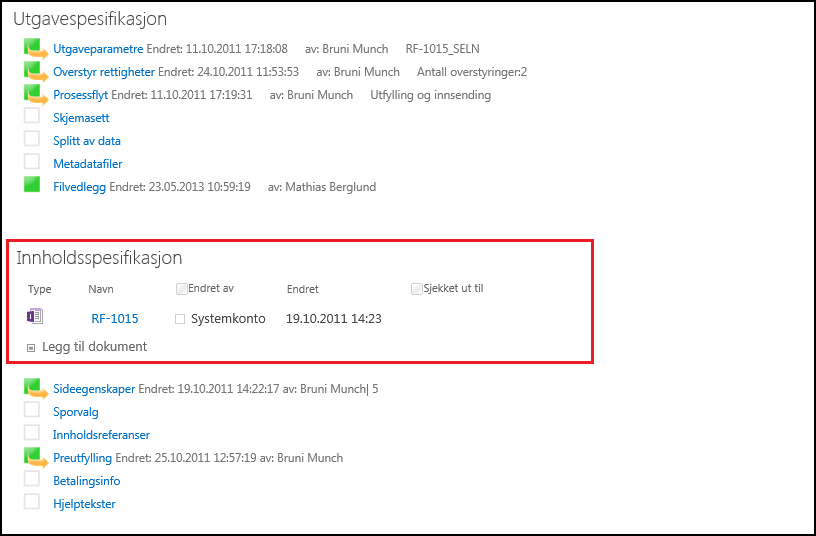 Utgavespesifikasjon
Utgaveparametre Endret: 11.10.2011 17:18:08 av: Bruni Munch RF-1015_SELN
Overstyr rettigheter Endret: 24.10.2011 11:53:53 av: Bruni Munch Antall overstyringer:2
Prosessflyt Endret: 11.10.2011 17:19:31 av: Bruni Munch Utfylling og innsending
Skjemasett
Splitt av data
Metadatafiler
Filvedlegg Endret: 23.05.2013 10:59:19 av: Mathias Berglund
Innholdsspesifikasjon
Type Navn Endret av Endret Sjekket ut til
RF-1015 Systemkonto 19.10.2011 14:23
Legg til dokument
Sideegenskaper Endret: 19.10.2011 14:22:17 av: Bruni Munch| 5
Sporvalg
Innholdsreferanser
Preutfylling Endret: 25.10.2011 12:57:19 av: Bruni Munch
Betalingsinfo
Hjelptekster